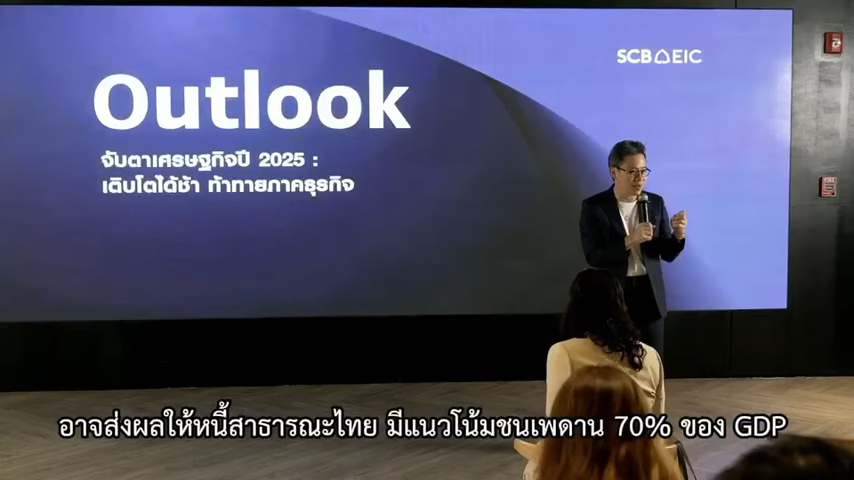 SCB EIC
Outlook
จับตาเศรษฐกิจปี 2025 :
เติบโตได้ช้า ท้าทายภาคธุรกิจ
อาจส่งผลให้หนี้สาธารณะไทย มีแนวโน้มชนเพดาน 70% ของ GDP